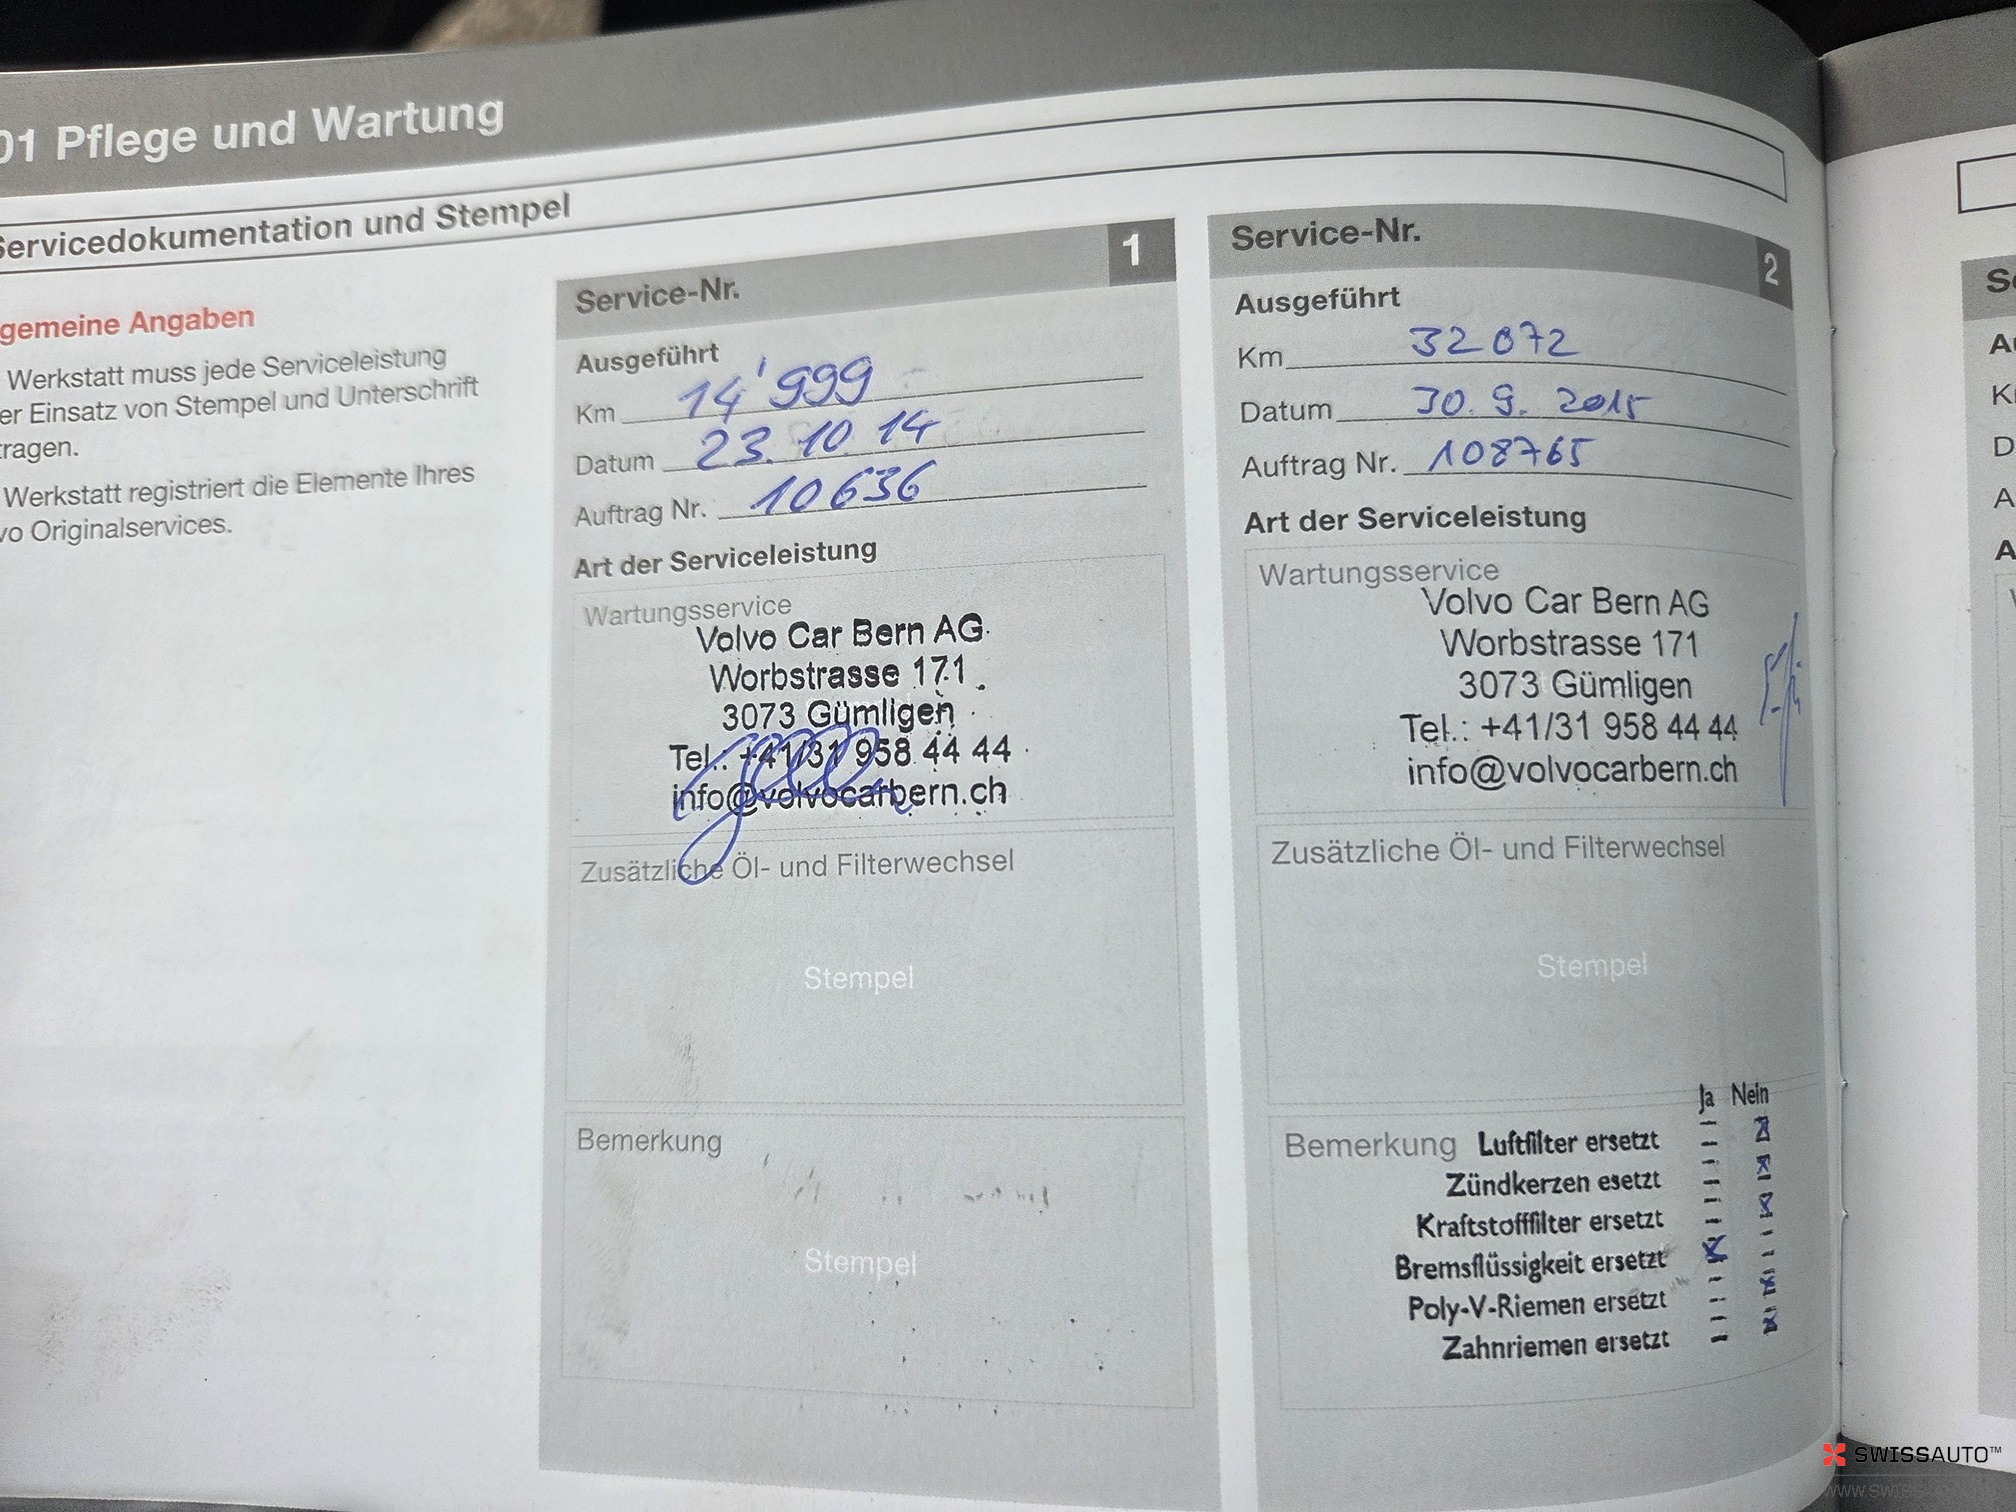 01 Pflege und Wartung
Servicedokumentation und Stempel
gemeine Angaben
Werkstatt muss jede Serviceleistung
er Einsatz von Stempel und Unterschrift
ragen.
Werkstatt registriert die Elemente Ihres
vo Originalservices.
Service-Nr. 1
Ausgeführt
Km 14'999
Datum 23.10.14
Auftrag Nr. 10636
Art der Serviceleistung
Wartungsservice
Volvo Car Bern AG
Worbstrasse 171
3073 Gümligen
Tel.: +41/31 958 44 44
info@volvocarbern.ch
Zusätzliche Öl- und Filterwechsel
Stempel
Bemerkung
Stempel
Service-Nr. 2
Ausgeführt
Km 32072
Datum 30.9.2015
Auftrag Nr. 108765
Art der Serviceleistung
Wartungsservice
Volvo Car Bern AG
Worbstrasse 171
3073 Gümligen
Tel.: +41/31 958 44 44
info@volvocarbern.ch
Zusätzliche Öl- und Filterwechsel
Stempel
Ja Nein
Bemerkung Luftfilter ersetzt
Zündkerzen esetzt
Kraftstofffilter ersetzt
Bremsflüssigkeit ersetzt
Poly-V-Riemen ersetzt
Zahnriemen ersetzt
SWISSAUTO™